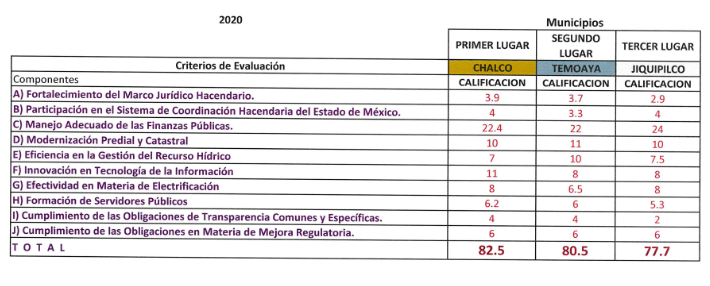 2020
Municipios
PRIMER LUGAR SEGUNDO LUGAR TERCER LUGAR
Criterios de Evaluación CHALCO TEMOAYA JIQUIPILCO
Componentes CALIFICACION CALIFICACION CALIFICACION
A) Fortalecimiento del Marco Jurídico Hacendario. 3.9 3.7 2.9
B) Participación en el Sistema de Coordinación Hacendaria del Estado de México. 4 3.3 4
C) Manejo Adecuado de las Finanzas Públicas. 22.4 22 24
D) Modernización Predial y Catastral 10 11 10
E) Eficiencia en la Gestión del Recurso Hídrico 7 10 7.5
F) Innovación en Tecnología de la Información 11 8 8
G) Efectividad en Materia de Electrificación 8 6.5 8
H) Formación de Servidores Públicos 6.2 6 5.3
I) Cumplimiento de las Obligaciones de Transparencia Comunes y Específicas. 4 4 2
J) Cumplimiento de las Obligaciones en Materia de Mejora Regulatoria. 6 6 6
T O T A L 82.5 80.5 77.7